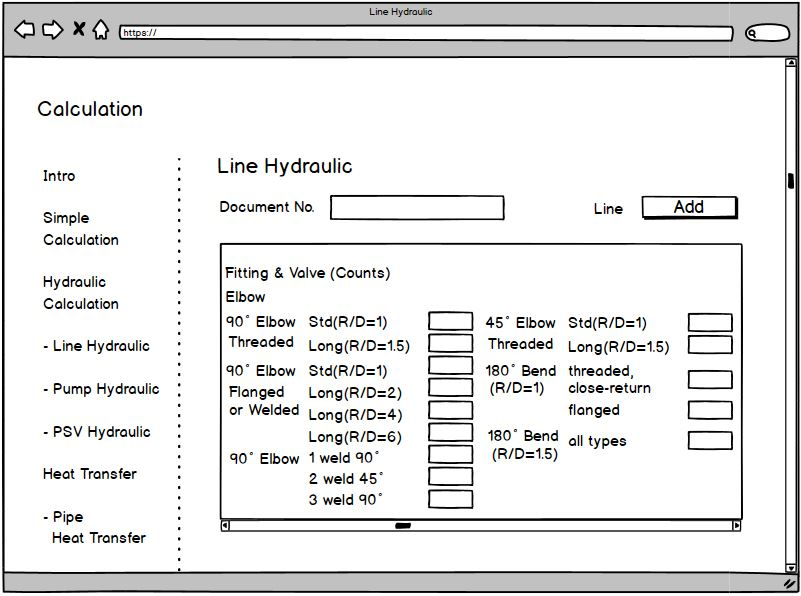 Line Hydraulic
https://
Calculation
Intro
Simple
Calculation
Hydraulic
Calculation
- Line Hydraulic
- Pump Hydraulic
- PSV Hydraulic
Heat Transfer
- Pipe
Heat Transfer
Line Hydraulic
Document No.
Line
Add
Fitting & Valve (Counts)
Elbow
90° Elbow
Threaded
Std(R/D=1)
Long(R/D=1.5)
90° Elbow
Flanged
or Welded
Std(R/D=1)
Long(R/D=2)
Long(R/D=4)
Long(R/D=6)
90° Elbow
1 weld 90°
2 weld 45°
3 weld 90°
45° Elbow
Threaded
Std(R/D=1)
Long(R/D=1.5)
180° Bend
(R/D=1)
threaded,
close-return
flanged
180° Bend
(R/D=1.5)
all types